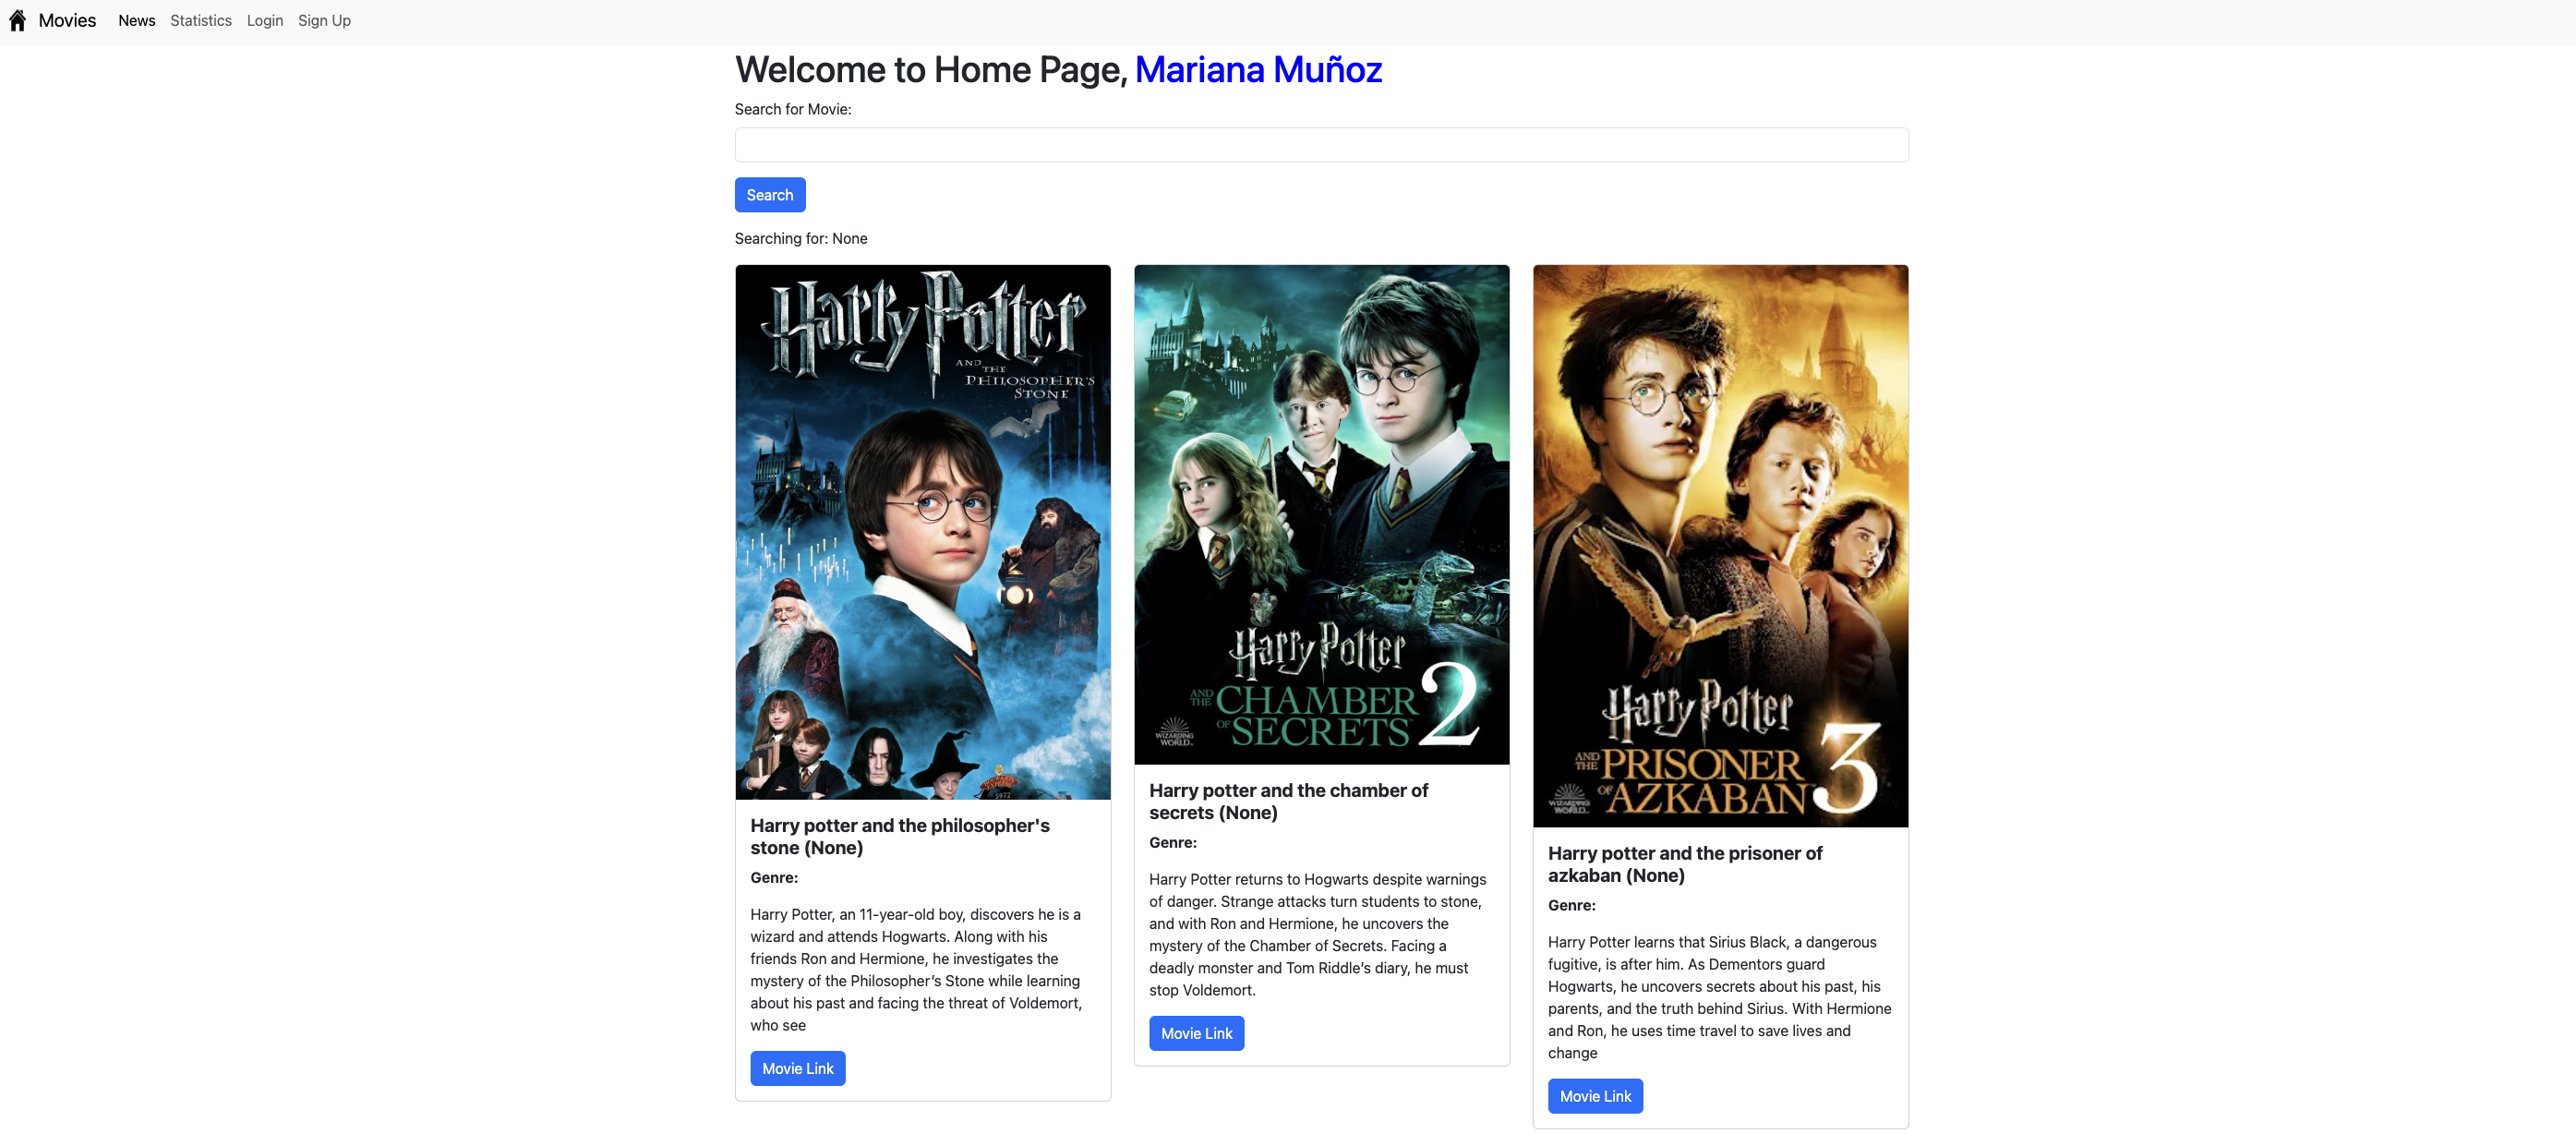 Movies News Statistics Login Sign Up
Welcome to Home Page, Mariana Muñoz
Search for Movie:
Search
Searching for: None
Harry Potter
AND THE
PHILOSOPHER'S
STONE
5972
Harry potter and the philosopher's
stone (None)
Genre:
Harry Potter, an 11-year-old boy, discovers he is a
wizard and attends Hogwarts. Along with his
friends Ron and Hermione, he investigates the
mystery of the Philosopher’s Stone while learning
about his past and facing the threat of Voldemort,
who see
Movie Link
Harry Potter
AND THE CHAMBER
OF SECRETS 2
WIZARDING
WORLD
Harry potter and the chamber of
secrets (None)
Genre:
Harry Potter returns to Hogwarts despite warnings
of danger. Strange attacks turn students to stone,
and with Ron and Hermione, he uncovers the
mystery of the Chamber of Secrets. Facing a
deadly monster and Tom Riddle’s diary, he must
stop Voldemort.
Movie Link
Harry Potter
AND THE PRISONER
OF AZKABAN 3
WIZARDING
WORLD
Harry potter and the prisoner of
azkaban (None)
Genre:
Harry Potter learns that Sirius Black, a dangerous
fugitive, is after him. As Dementors guard
Hogwarts, he uncovers secrets about his past, his
parents, and the truth behind Sirius. With Hermione
and Ron, he uses time travel to save lives and
change
Movie Link